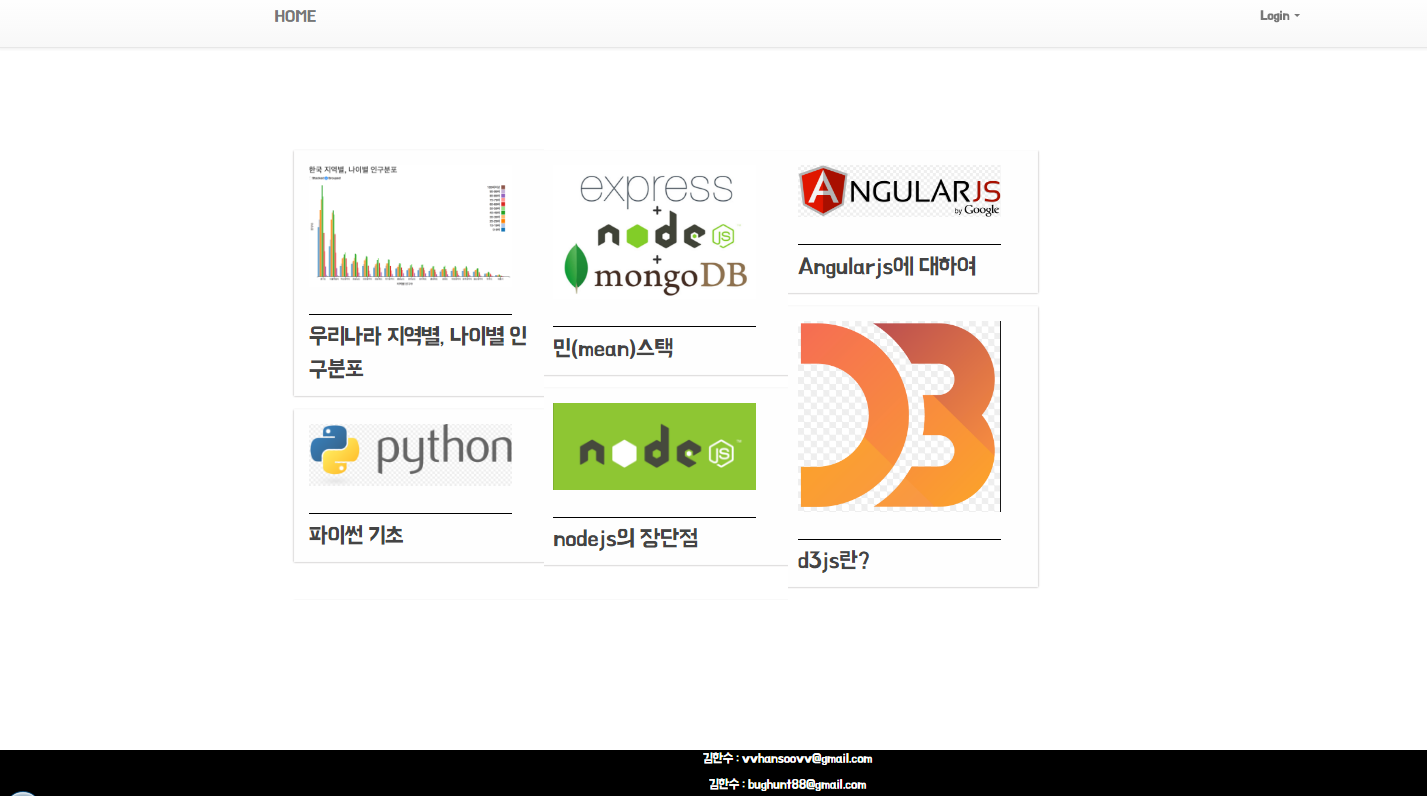 HOME
Login
한국 지역별, 나이별 인구분포
우리나라 지역별, 나이별 인
구분포
python
파이썬 기초
express
+
node
JS
+
mongoDB
민(mean)스택
node
JS
nodejs의 장단점
ANGULARJS
by Google
Angularjs에 대하여
D3
d3js란?
김한수 : vvhansoovv@gmail.com
김한수 : bughunt88@gmail.com